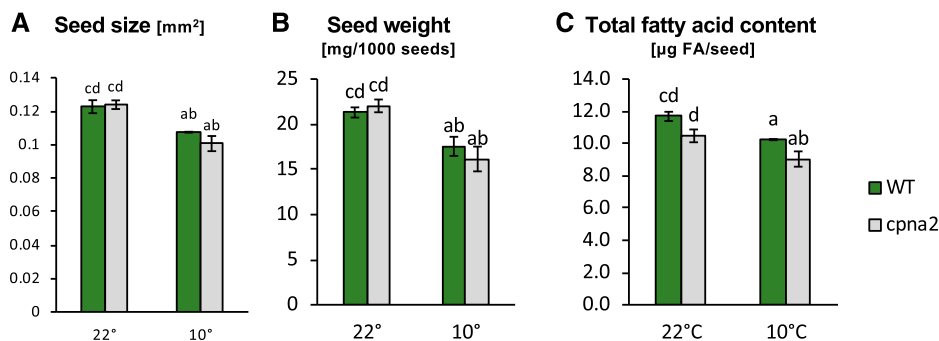 A Seed size [mm²]
0.14
0.12
0.1
0.08
0.06
0.04
0.02
0
cd cd
ab
ab
22° 10°
B Seed weight
[mg/1000 seeds]
25
20
15
10
5
0
cd cd
ab
ab
22° 10°
C Total fatty acid content
[µg FA/seed]
14.0
12.0
10.0
8.0
6.0
4.0
2.0
0.0
cd
d
a
ab
22°C 10°C
WT
cpna2